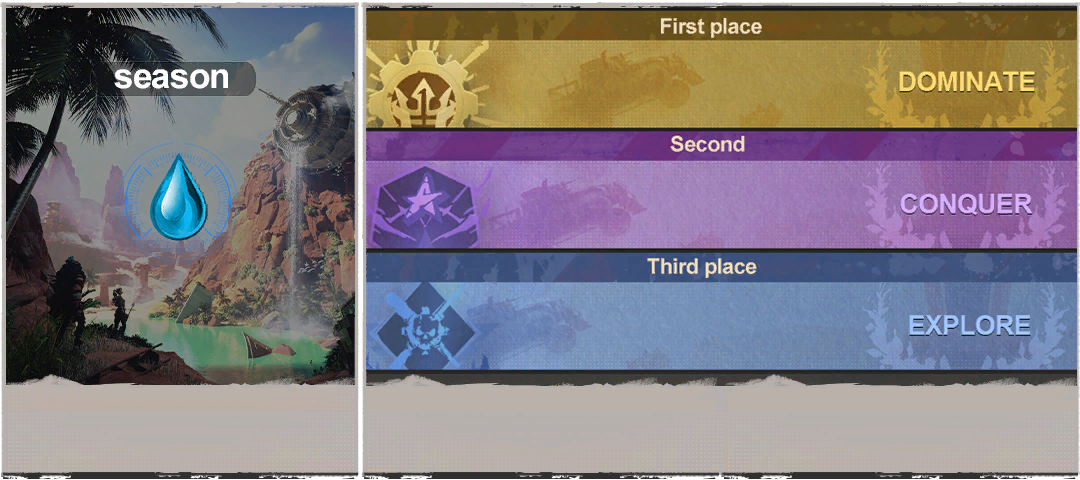 season
First place
DOMINATE
Second
CONQUER
Third place
EXPLORE